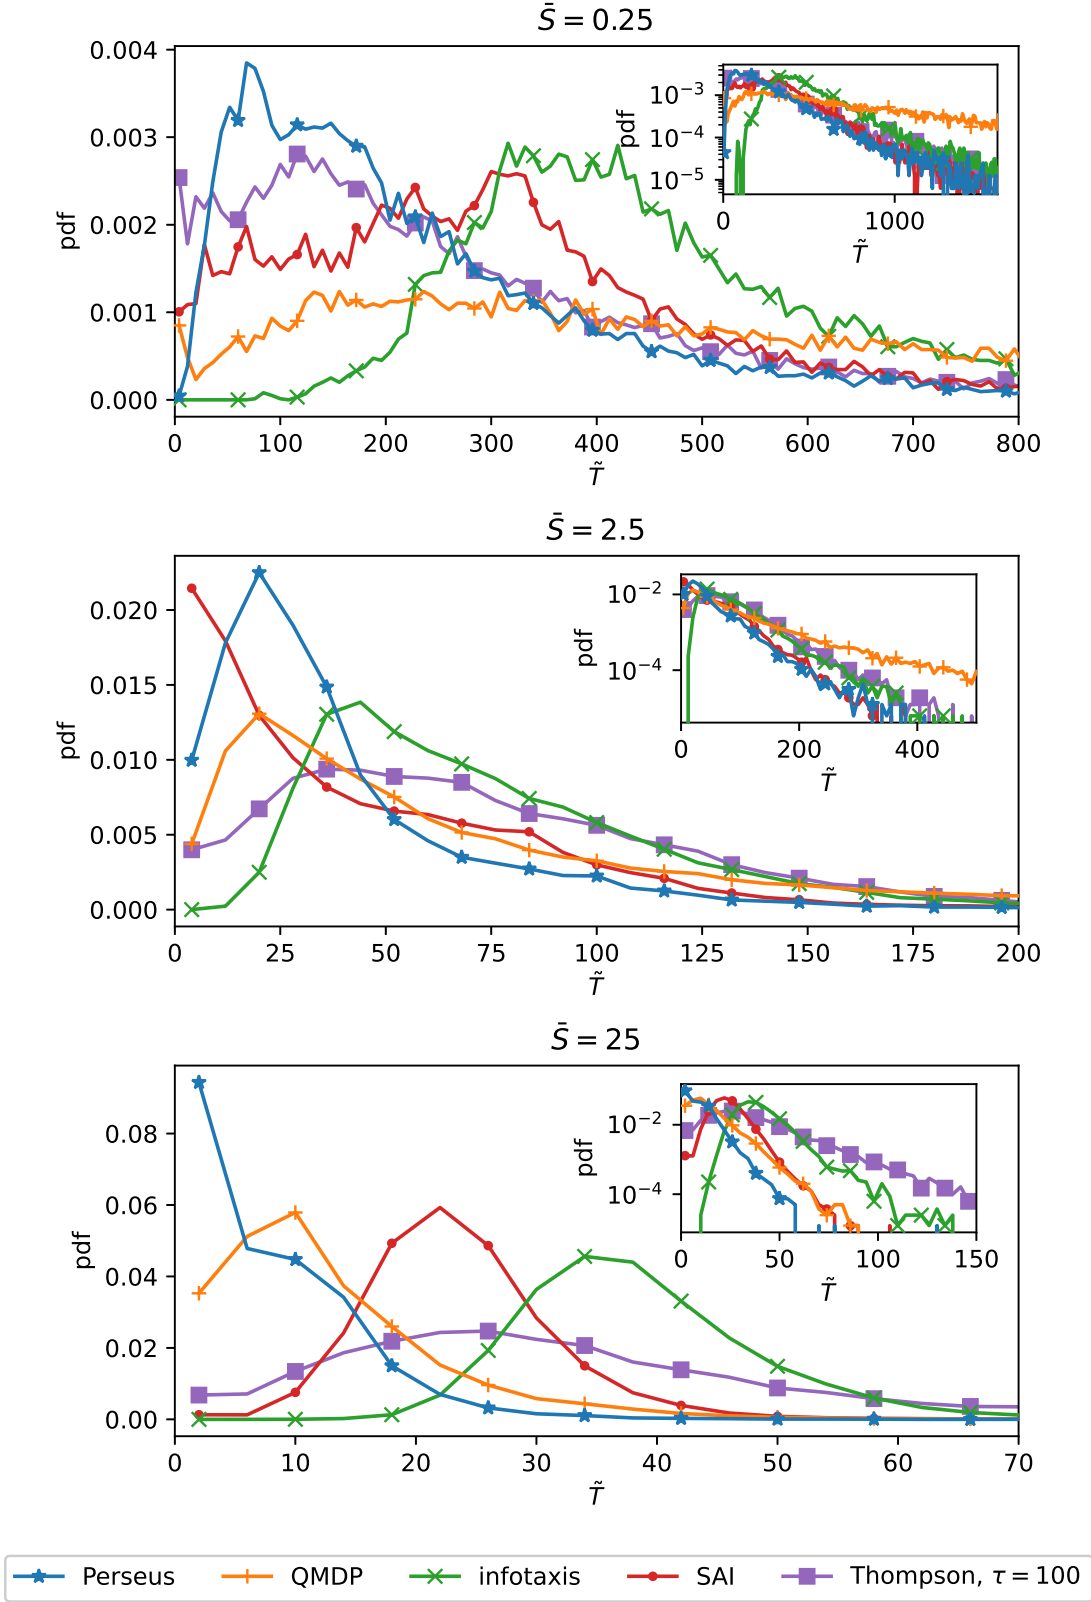 S̄ = 0.25
0.004
0.003
0.002
0.001
0.000
pdf
0 100 200 300 400 500 600 700 800
T̃
10⁻³
10⁻⁴
10⁻⁵
pdf
0 1000
T̃
S̄ = 2.5
0.020
0.015
0.010
0.005
0.000
pdf
0 25 50 75 100 125 150 175 200
T̃
10⁻²
10⁻⁴
pdf
0 200 400
T̃
S̄ = 25
0.08
0.06
0.04
0.02
0.00
pdf
0 10 20 30 40 50 60 70
T̃
10⁻²
10⁻⁴
pdf
0 50 100 150
T̃
Perseus QMDP infotaxis SAI Thompson, τ = 100